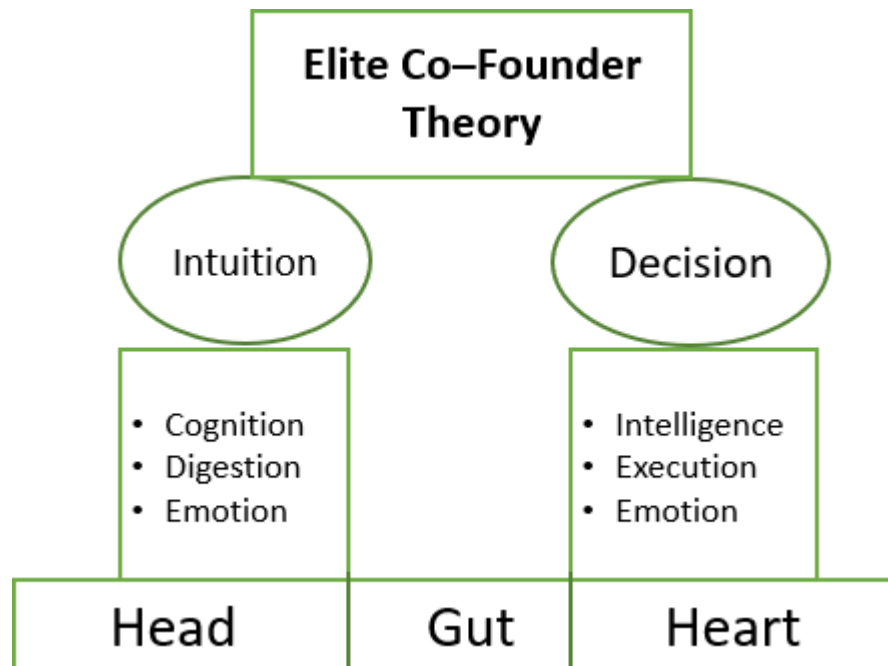 Elite Co–Founder
Theory
Intuition
Decision
• Cognition
• Digestion
• Emotion
• Intelligence
• Execution
• Emotion
Head
Gut
Heart